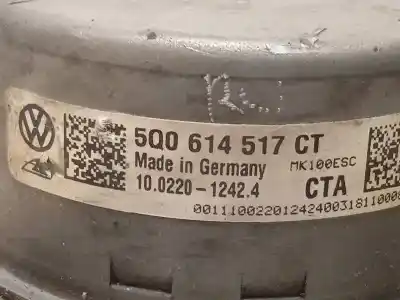 5Q0 614 517 CT
Made in Germany
MK100ESC
10.0220-1242.4
CTA